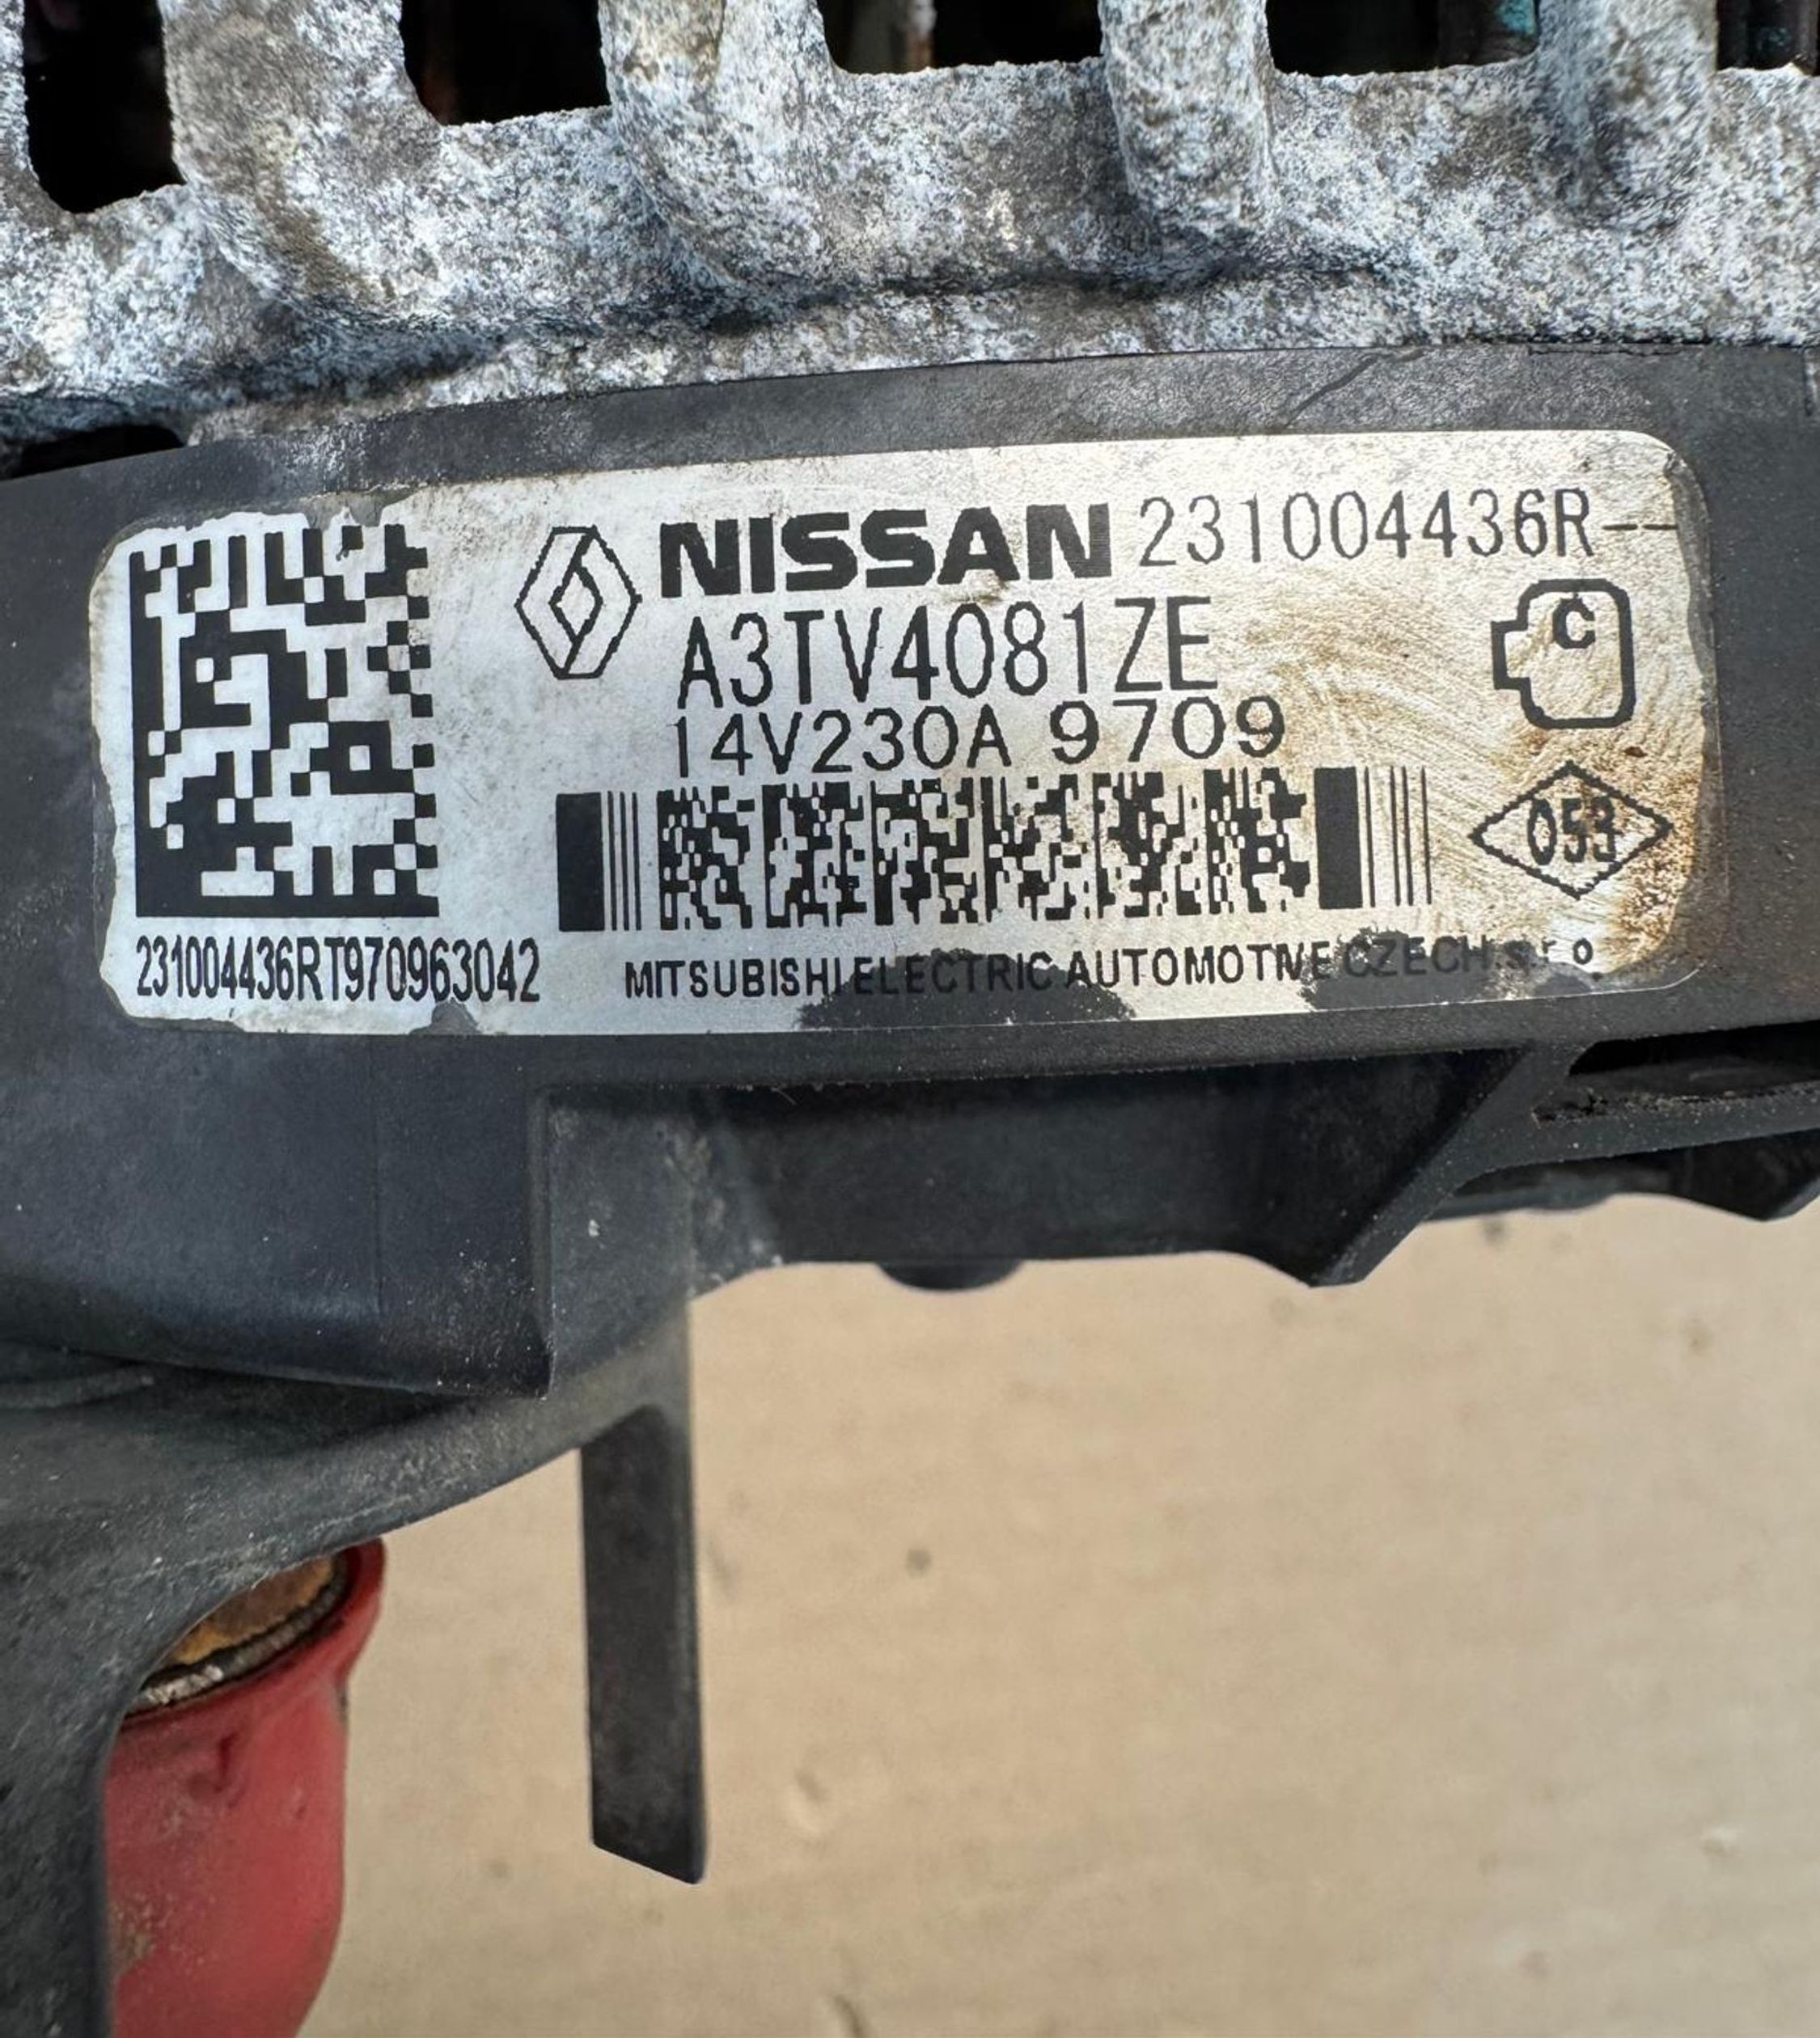 NISSAN 231004436R--
A3TV4081ZE
C
14V230A 9709
053
231004436RT970963042
MITSUBISHI ELECTRIC AUTOMOTIVE CZECH s.r.o.